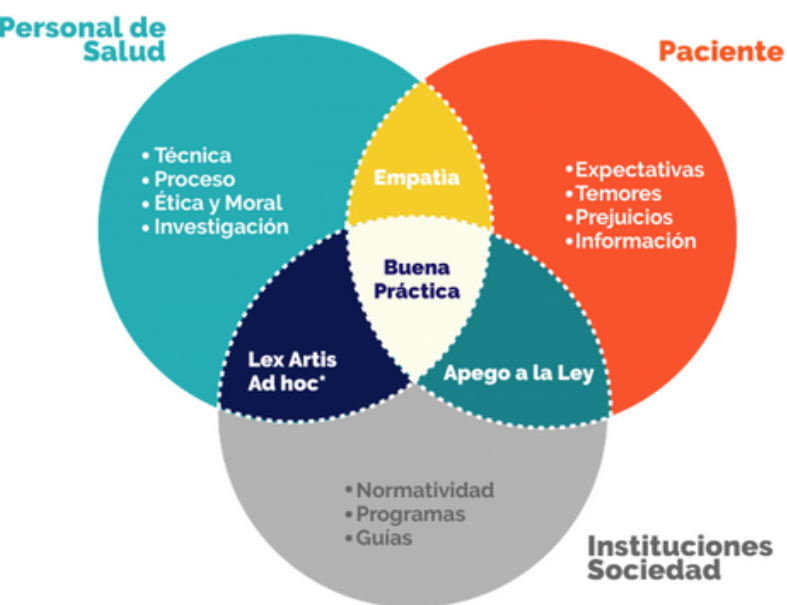 Personal de
Salud
Paciente
• Técnica
• Proceso
• Ética y Moral
• Investigación
Empatìa
•Expectativas
•Temores
•Prejuicios
•Información
Buena
Práctica
Lex Artis
Ad hoc*
Apego a la Ley
•Normatividad
•Programas
•Guías
Instituciones
Sociedad